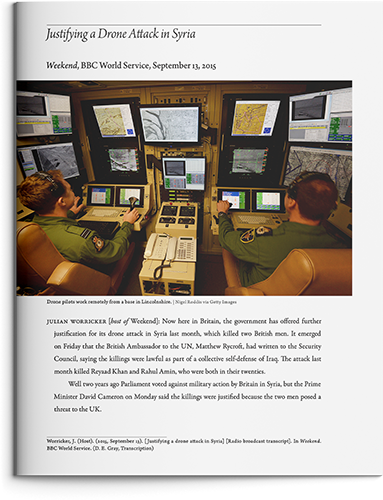 Justifying a Drone Attack in Syria
Weekend, BBC World Service, September 13, 2015
Drone pilots work remotely from a base in Lincolnshire. | Nigel Roddis via Getty Images
JULIAN WORRICKER [host of Weekend]: Now here in Britain, the government has offered further
justification for its drone attack in Syria last month, which killed two British men. It emerged
on Friday that the British Ambassador to the UN, Matthew Rycroft, had written to the Security
Council, saying the killings were lawful as part of a collective self-defense of Iraq. The attack last
month killed Reyaad Khan and Ruhul Amin, who were both in their twenties.
Well two years ago Parliament voted against military action by Britain in Syria, but the Prime
Minister David Cameron on Monday said the killings were justified because the two men posed a
threat to the UK.
Worricker, J. (Host). (2015, September 13). [Justifying a drone attack in Syria] [Radio broadcast transcript]. In Weekend.
BBC World Service. (D. E. Gray, Transcription)